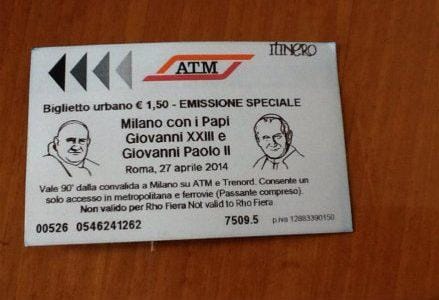 ATM
ITINERO
Biglietto urbano € 1,50 - EMISSIONE SPECIALE
Milano con i Papi
Giovanni XXIII e
Giovanni Paolo II
Roma, 27 aprile 2014
Vale 90' dalla convalida a Milano su ATM e Trenord. Consente un
solo accesso in metropolitana e ferrovie (Passante compreso).
Non valido per Rho Fiera Not valid to Rho Fiera
00526 0546241262 7509.5 p.iva 12883390150